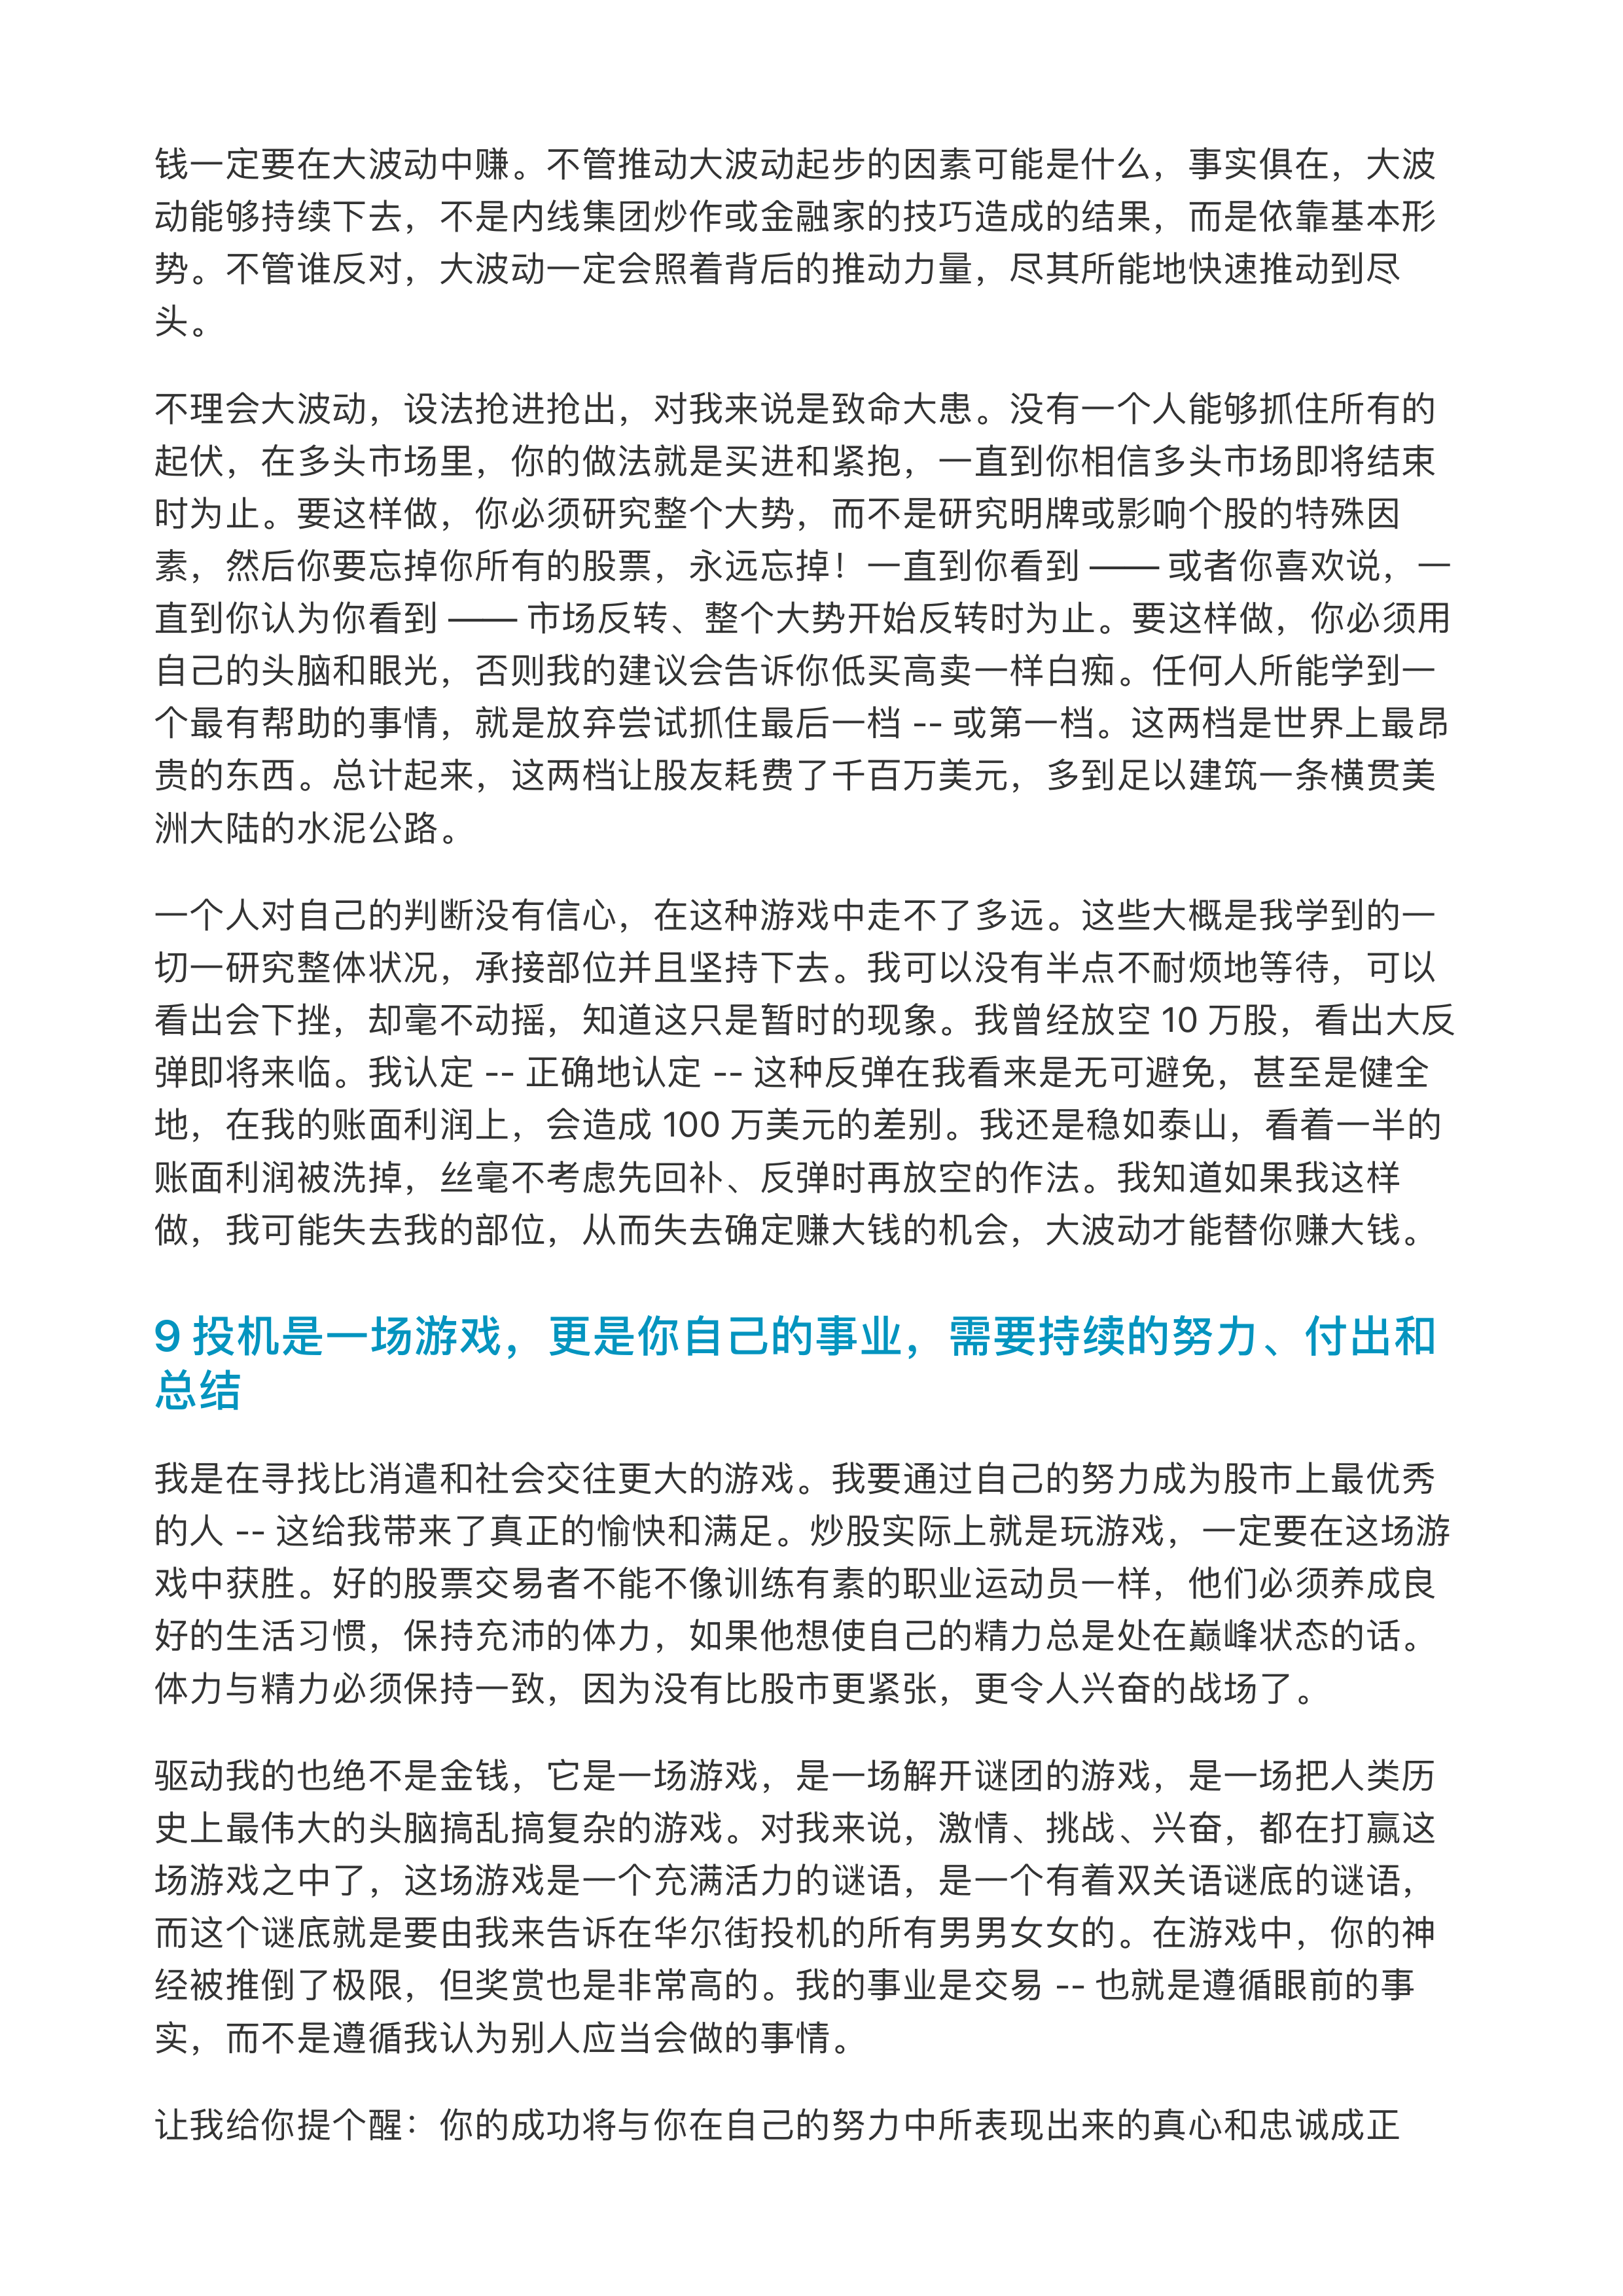 钱一定要在大波动中赚。不管推动大波动起步的因素可能是什么，事实俱在，大波
动能够持续下去，不是内线集团炒作或金融家的技巧造成的结果，而是依靠基本形
势。不管谁反对，大波动一定会照着背后的推动力量，尽其所能地快速推动到尽
头。
不理会大波动，设法抢进抢出，对我来说是致命大患。没有一个人能够抓住所有的
起伏，在多头市场里，你的做法就是买进和紧抱，一直到你相信多头市场即将结束
时为止。要这样做，你必须研究整个大势，而不是研究明牌或影响个股的特殊因
素，然后你要忘掉你所有的股票，永远忘掉！一直到你看到 —— 或者你喜欢说，一
直到你认为你看到 —— 市场反转、整个大势开始反转时为止。要这样做，你必须用
自己的头脑和眼光，否则我的建议会告诉你低买高卖一样白痴。任何人所能学到一
个最有帮助的事情，就是放弃尝试抓住最后一档 -- 或第一档。这两档是世界上最昂
贵的东西。总计起来，这两档让股友耗费了千百万美元，多到足以建筑一条横贯美
洲大陆的水泥公路。
一个人对自己的判断没有信心，在这种游戏中走不了多远。这些大概是我学到的一
切一研究整体状况，承接部位并且坚持下去。我可以没有半点不耐烦地等待，可以
看出会下挫，却毫不动摇，知道这只是暂时的现象。我曾经放空 10 万股，看出大反
弹即将来临。我认定 -- 正确地认定 -- 这种反弹在我看来是无可避免，甚至是健全
地，在我的账面利润上，会造成 100 万美元的差别。我还是稳如泰山，看着一半的
账面利润被洗掉，丝毫不考虑先回补、反弹时再放空的作法。我知道如果我这样
做，我可能失去我的部位，从而失去确定赚大钱的机会，大波动才能替你赚大钱。
9 投机是一场游戏，更是你自己的事业，需要持续的努力、付出和
总结
我是在寻找比消遣和社会交往更大的游戏。我要通过自己的努力成为股市上最优秀
的人 -- 这给我带来了真正的愉快和满足。炒股实际上就是玩游戏，一定要在这场游
戏中获胜。好的股票交易者不能不像训练有素的职业运动员一样，他们必须养成良
好的生活习惯，保持充沛的体力，如果他想使自己的精力总是处在巅峰状态的话。
体力与精力必须保持一致，因为没有比股市更紧张，更令人兴奋的战场了。
驱动我的也绝不是金钱，它是一场游戏，是一场解开谜团的游戏，是一场把人类历
史上最伟大的头脑搞乱搞复杂的游戏。对我来说，激情、挑战、兴奋，都在打赢这
场游戏之中了，这场游戏是一个充满活力的谜语，是一个有着双关语谜底的谜语，
而这个谜底就是要由我来告诉在华尔街投机的所有男男女女的。在游戏中，你的神
经被推倒了极限，但奖赏也是非常高的。我的事业是交易 -- 也就是遵循眼前的事
实，而不是遵循我认为别人应当会做的事情。
让我给你提个醒：你的成功将与你在自己的努力中所表现出来的真心和忠诚成正